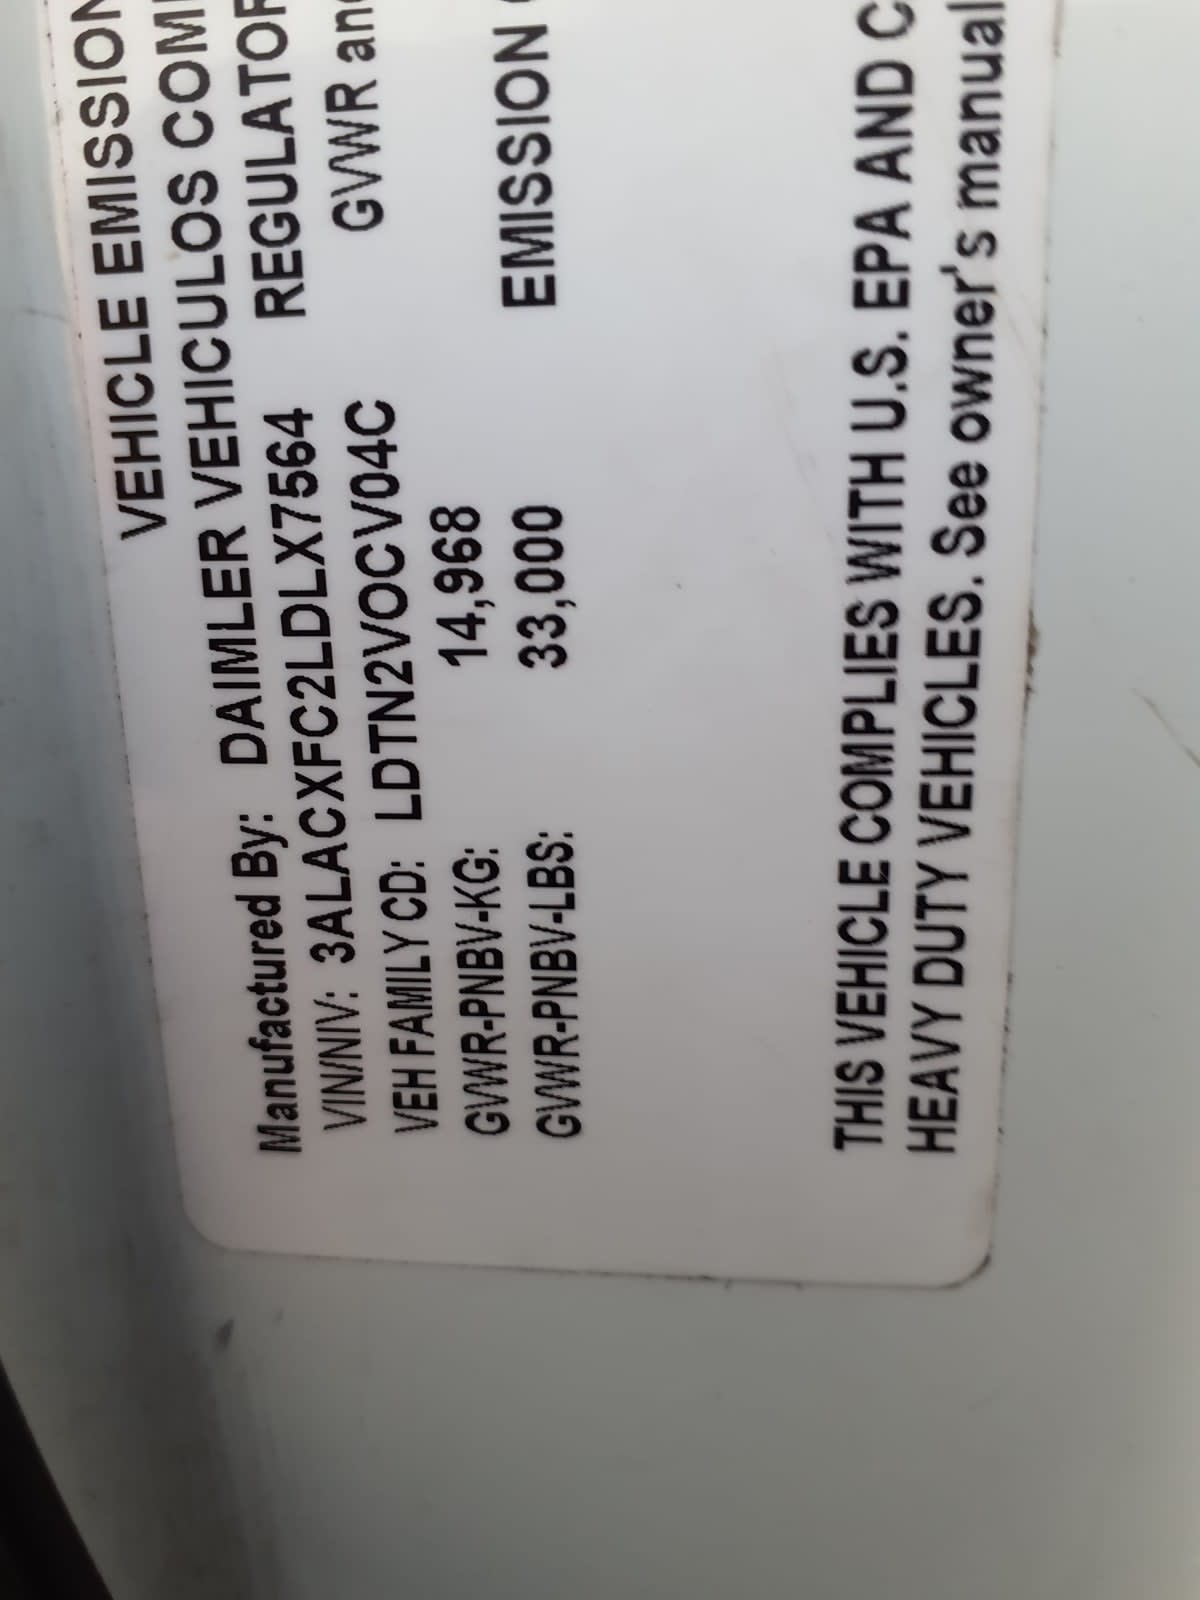 VEHICLE EMISSION
Manufactured By: DAIMLER VEHICULOS COM
VIN/NIV: 3ALACXFC2LDLX7564 REGULATOR
VEH FAMILY CD: LDTN2VOCV04C GVWR and
GVWR-PNBV-KG: 14,968
GVWR-PNBV-LBS: 33,000 EMISSION
THIS VEHICLE COMPLIES WITH U.S. EPA AND C
HEAVY DUTY VEHICLES. See owner's manual